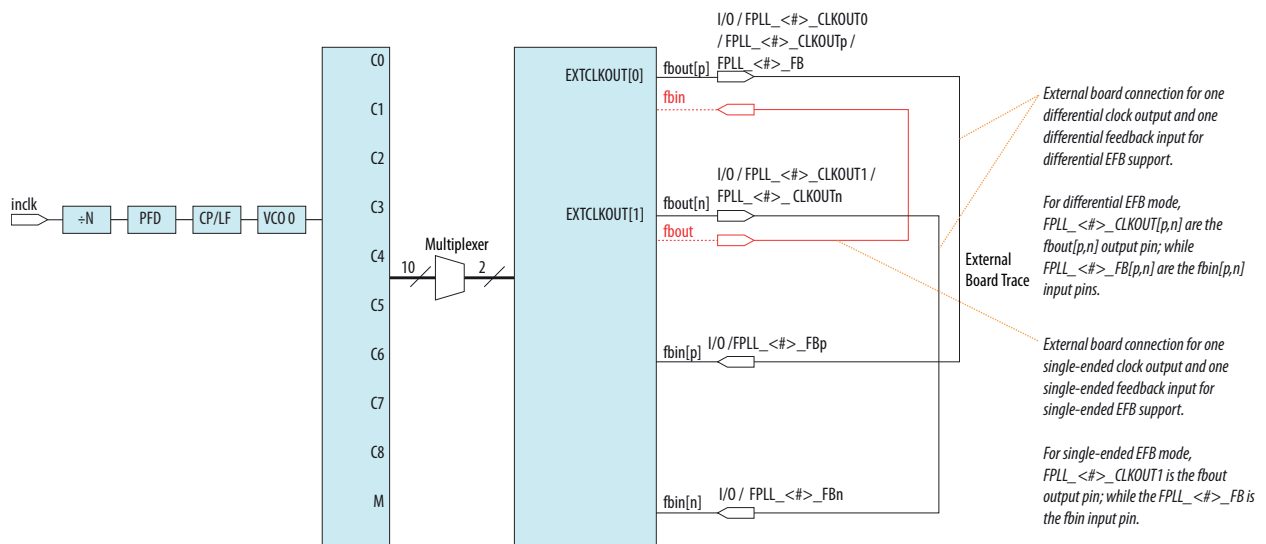 I/O / FPLL_<#>_CLKOUT0
/ FPLL_<#>_CLKOUTp /
FPLL_<#>_FB
fbout[p]
EXTCLKOUT[0]
fbin
I/O / FPLL_<#>_CLKOUT1 /
FPLL_<#>_ CLKOUTn
fbout[n]
EXTCLKOUT[1]
fbout
External
Board Trace
fbin[p]
I/O /FPLL_<#>_FBp
fbin[n]
I/O / FPLL_<#>_FBn
inclk
÷N
PFD
CP/LF
VCO 0
C0
C1
C2
C3
C4
C5
C6
C7
C8
M
Multiplexer
10
2
External board connection for one
differential clock output and one
differential feedback input for
differential EFB support.
For differential EFB mode,
FPLL_<#>_CLKOUT[p,n] are the
fbout[p,n] output pin; while
FPLL_<#>_FB[p,n] are the fbin[p,n]
input pins.
External board connection for one
single-ended clock output and one
single-ended feedback input for
single-ended EFB support.
For single-ended EFB mode,
FPLL_<#>_CLKOUT1 is the fbout
output pin; while the FPLL_<#>_FB is
the fbin input pin.